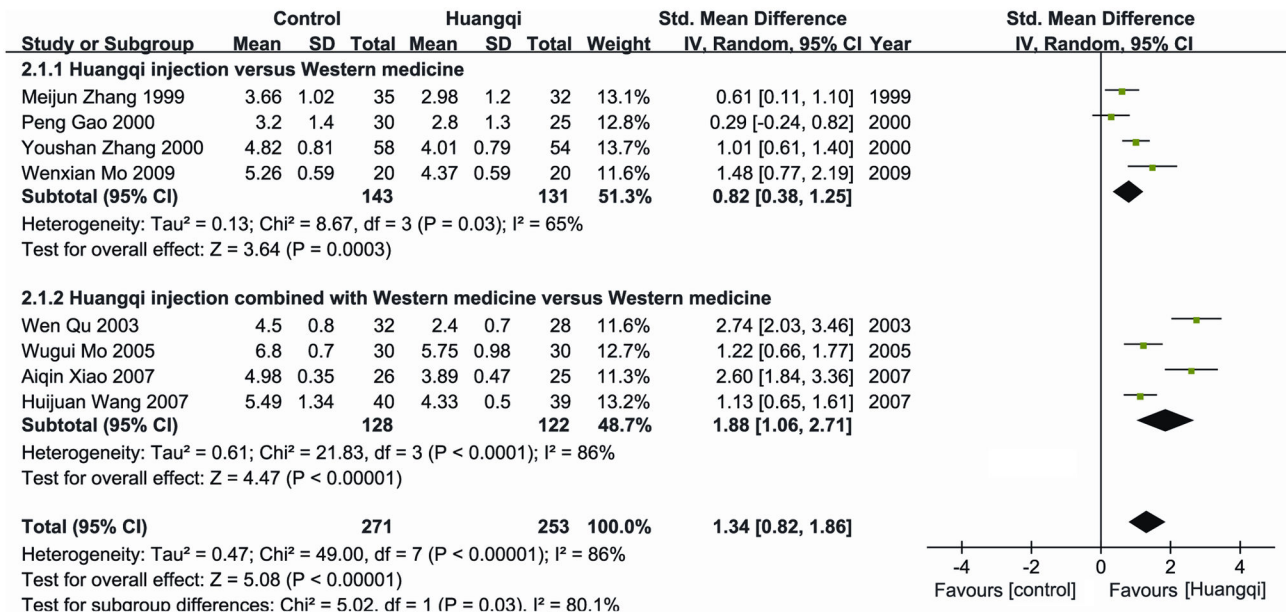 Control Huangqi Std. Mean Difference Std. Mean Difference
Study or Subgroup Mean SD Total Mean SD Total Weight IV, Random, 95% CI Year IV, Random, 95% CI
2.1.1 Huangqi injection versus Western medicine
Meijun Zhang 1999 3.66 1.02 35 2.98 1.2 32 13.1% 0.61 [0.11, 1.10] 1999
Peng Gao 2000 3.2 1.4 30 2.8 1.3 25 12.8% 0.29 [-0.24, 0.82] 2000
Youshan Zhang 2000 4.82 0.81 58 4.01 0.79 54 13.7% 1.01 [0.61, 1.40] 2000
Wenxian Mo 2009 5.26 0.59 20 4.37 0.59 20 11.6% 1.48 [0.77, 2.19] 2009
Subtotal (95% CI) 143 131 51.3% 0.82 [0.38, 1.25]
Heterogeneity: Tau² = 0.13; Chi² = 8.67, df = 3 (P = 0.03); I² = 65%
Test for overall effect: Z = 3.64 (P = 0.0003)
2.1.2 Huangqi injection combined with Western medicine versus Western medicine
Wen Qu 2003 4.5 0.8 32 2.4 0.7 28 11.6% 2.74 [2.03, 3.46] 2003
Wugui Mo 2005 6.8 0.7 30 5.75 0.98 30 12.7% 1.22 [0.66, 1.77] 2005
Aiqin Xiao 2007 4.98 0.35 26 3.89 0.47 25 11.3% 2.60 [1.84, 3.36] 2007
Huijuan Wang 2007 5.49 1.34 40 4.33 0.5 39 13.2% 1.13 [0.65, 1.61] 2007
Subtotal (95% CI) 128 122 48.7% 1.88 [1.06, 2.71]
Heterogeneity: Tau² = 0.61; Chi² = 21.83, df = 3 (P < 0.0001); I² = 86%
Test for overall effect: Z = 4.47 (P < 0.00001)
Total (95% CI) 271 253 100.0% 1.34 [0.82, 1.86]
Heterogeneity: Tau² = 0.47; Chi² = 49.00, df = 7 (P < 0.00001); I² = 86%
Test for overall effect: Z = 5.08 (P < 0.00001)
Test for subgroup differences: Chi² = 5.02, df = 1 (P = 0.03), I² = 80.1%
-4 -2 0 2 4
Favours [control] Favours [Huangqi]